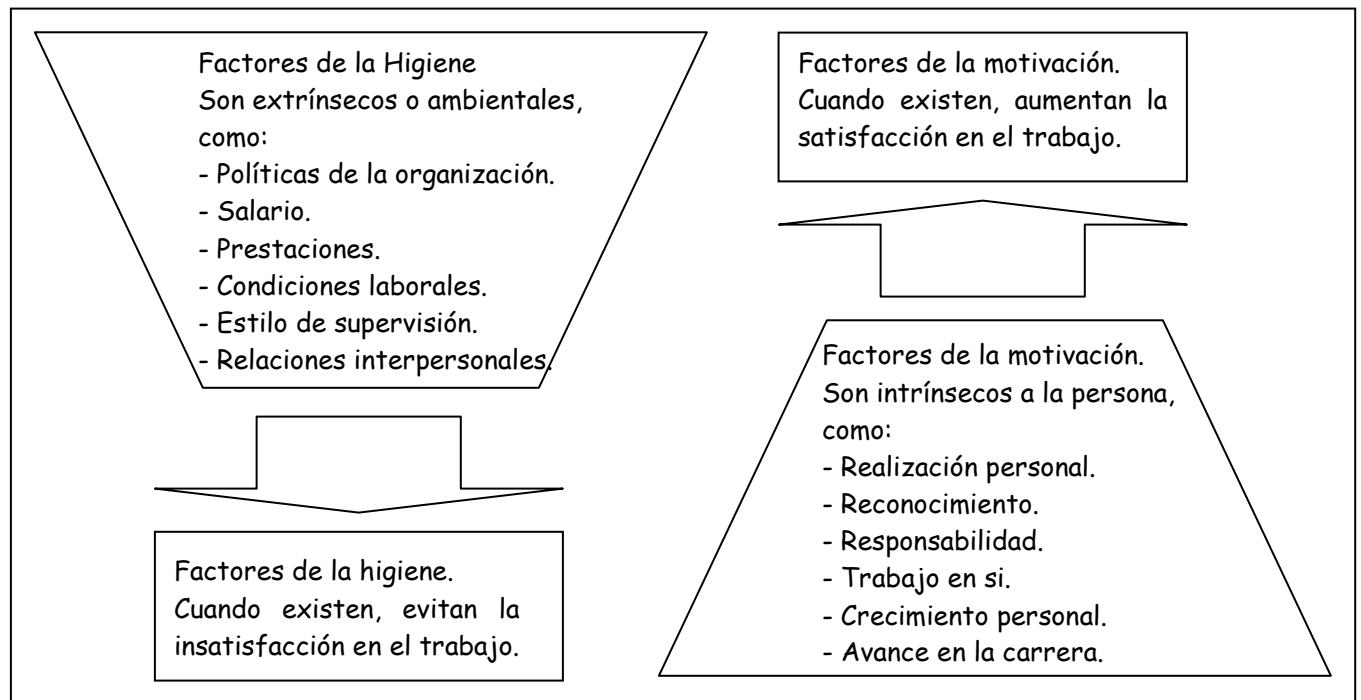 Factores de la Higiene
Son extrínsecos o ambientales,
como:
- Políticas de la organización.
- Salario.
- Prestaciones.
- Condiciones laborales.
- Estilo de supervisión.
- Relaciones interpersonales.
Factores de la higiene.
Cuando existen, evitan la
insatisfacción en el trabajo.
Factores de la motivación.
Cuando existen, aumentan la
satisfacción en el trabajo.
Factores de la motivación.
Son intrínsecos a la persona,
como:
- Realización personal.
- Reconocimiento.
- Responsabilidad.
- Trabajo en si.
- Crecimiento personal.
- Avance en la carrera.